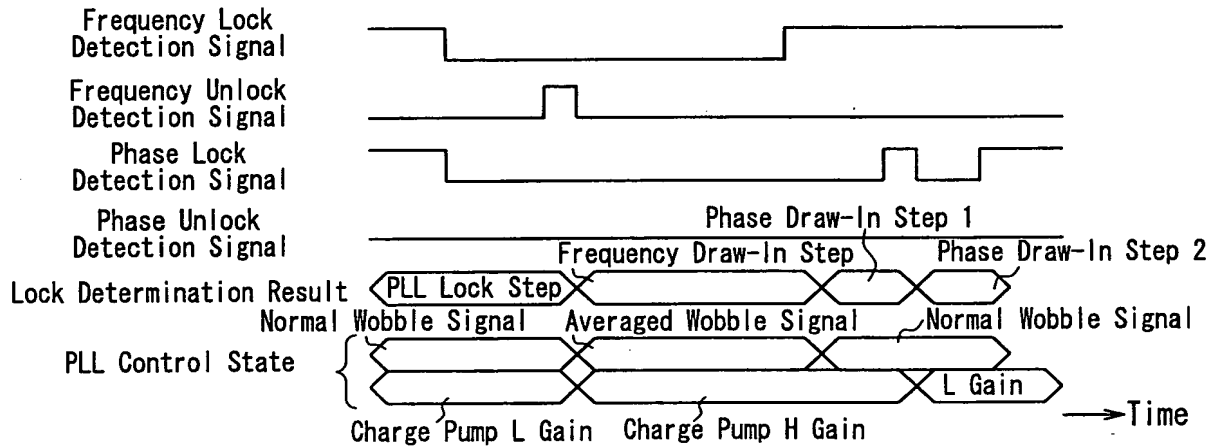 Frequency Lock
Detection Signal
Frequency Unlock
Detection Signal
Phase Lock
Detection Signal
Phase Unlock
Detection Signal
Phase Draw-In Step 1
Frequency Draw-In Step
Phase Draw-In Step 2
Lock Determination Result
PLL Lock Step
Normal Wobble Signal
Averaged Wobble Signal
Normal Wobble Signal
PLL Control State
L Gain
Charge Pump L Gain
Charge Pump H Gain
Time